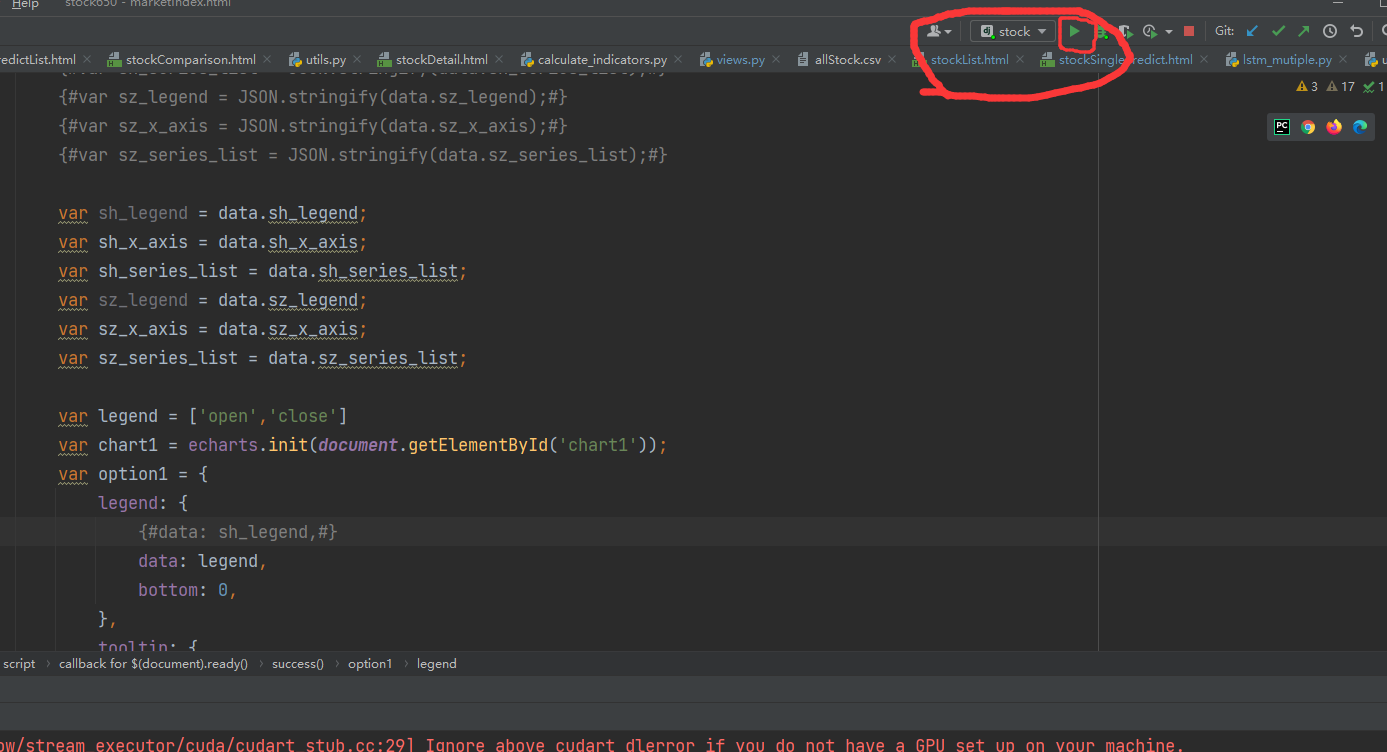 Help stock650 - marketIndex.html
stock Git:
redictList.html stockComparison.html utils.py stockDetail.html calculate_indicators.py views.py allStock.csv stockList.html lstm_mutiple.py
{#var sz_legend = JSON.stringify(data.sz_legend);#}
3 17 1
{#var sz_x_axis = JSON.stringify(data.sz_x_axis);#}
PC
{#var sz_series_list = JSON.stringify(data.sz_series_list);#}
var sh_legend = data.sh_legend;
var sh_x_axis = data.sh_x_axis;
var sh_series_list = data.sh_series_list;
var sz_legend = data.sz_legend;
var sz_x_axis = data.sz_x_axis;
var sz_series_list = data.sz_series_list;
var legend = ['open','close']
var chart1 = echarts.init(document.getElementById('chart1'));
var option1 = {
legend: {
{#data: sh_legend,#}
data: legend,
bottom: 0,
},
tooltip: {
script › callback for $(document).ready() › success() › option1 › legend
ow/stream_executor/cuda/cudart_stub.cc:29] Ignore above cudart dlerror if you do not have a GPU set up on your machine.